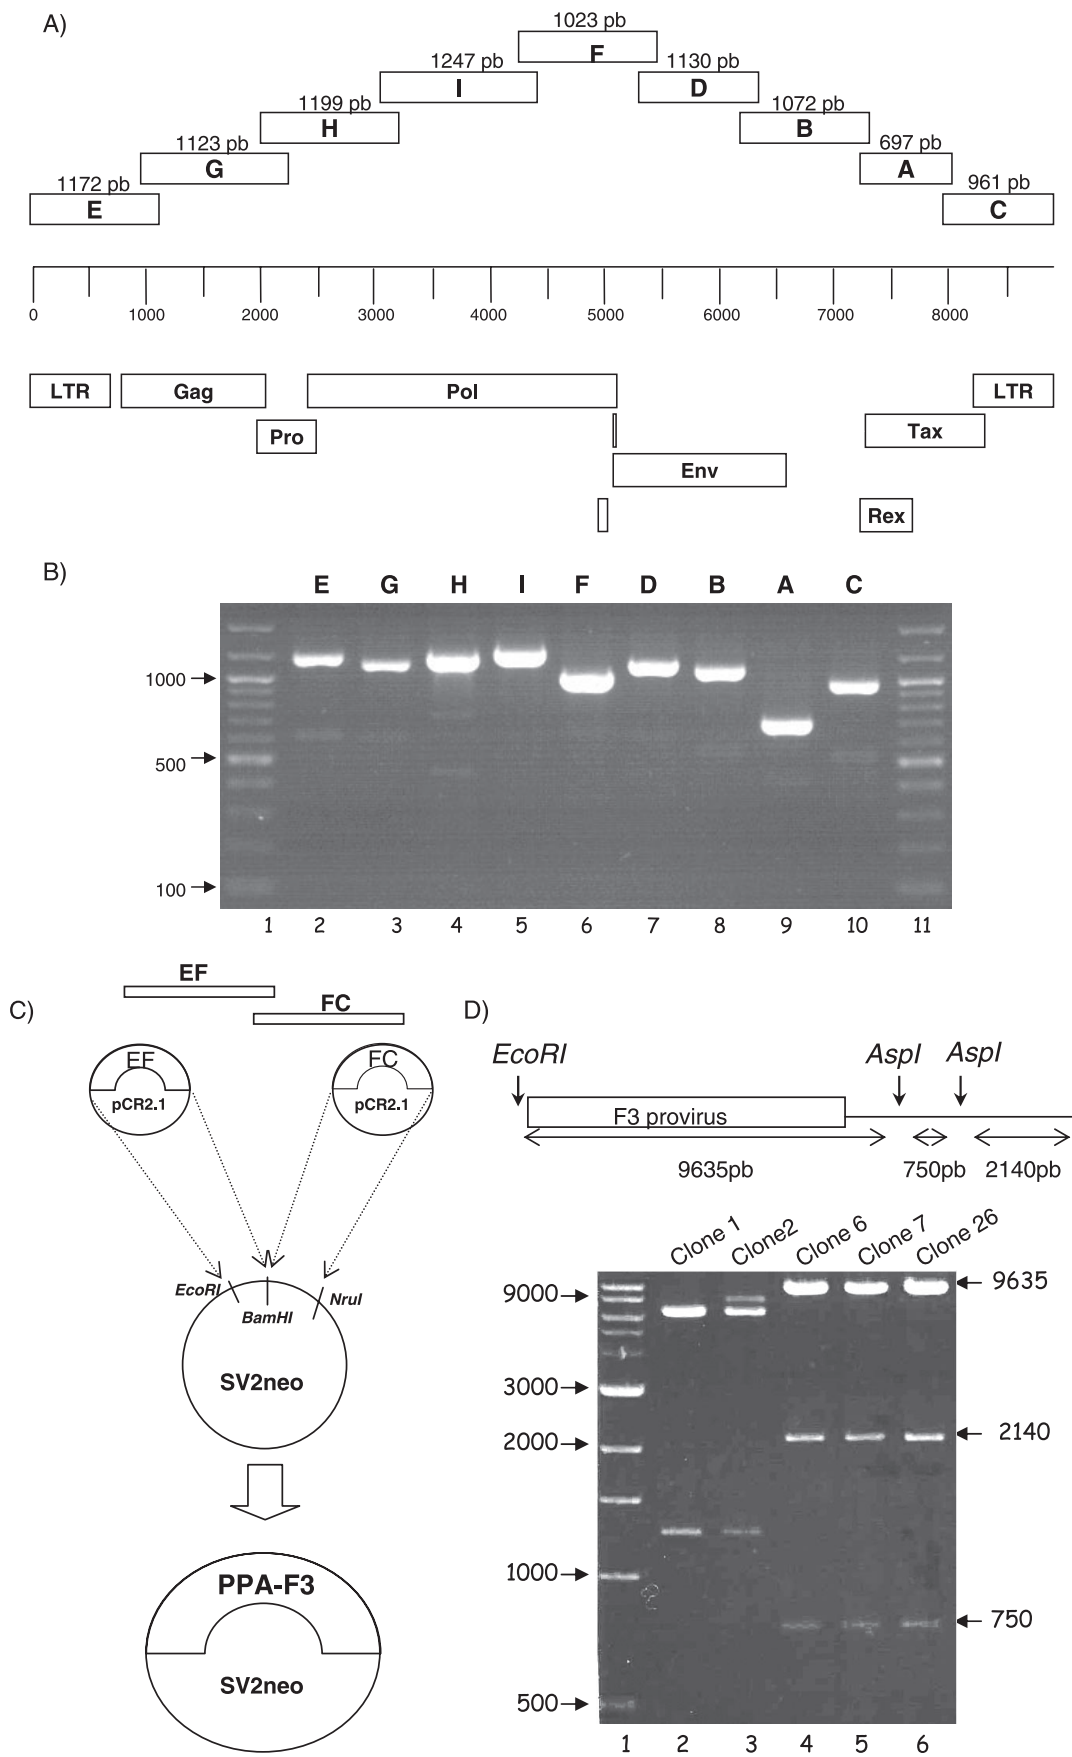 A)
1023 pb
F
1247 pb
I
1130 pb
D
1199 pb
H
1072 pb
B
1123 pb
G
697 pb
A
1172 pb
E
961 pb
C
0 1000 2000 3000 4000 5000 6000 7000 8000
LTR Gag Pol LTR
Pro Tax
Env
Rex
B)
E G H I F D B A C
1000
500
100
1 2 3 4 5 6 7 8 9 10 11
C)
EF
FC
EF
pCR2.1
FC
pCR2.1
EcoRI
BamHI
NruI
SV2neo
PPA-F3
SV2neo
D)
EcoRI AspI AspI
F3 provirus
9635pb 750pb 2140pb
Clone 1 Clone2 Clone 6 Clone 7 Clone 26
9000
3000
2000
1000
500
9635
2140
750
1 2 3 4 5 6